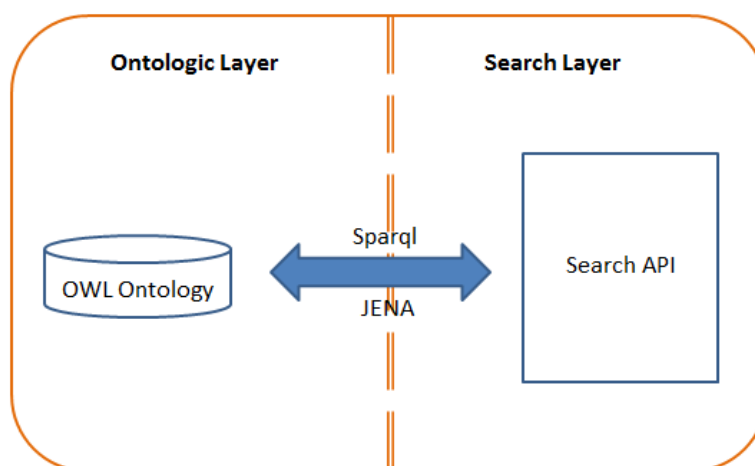 Ontologic Layer
Search Layer
Sparql
OWL Ontology
JENA
Search API